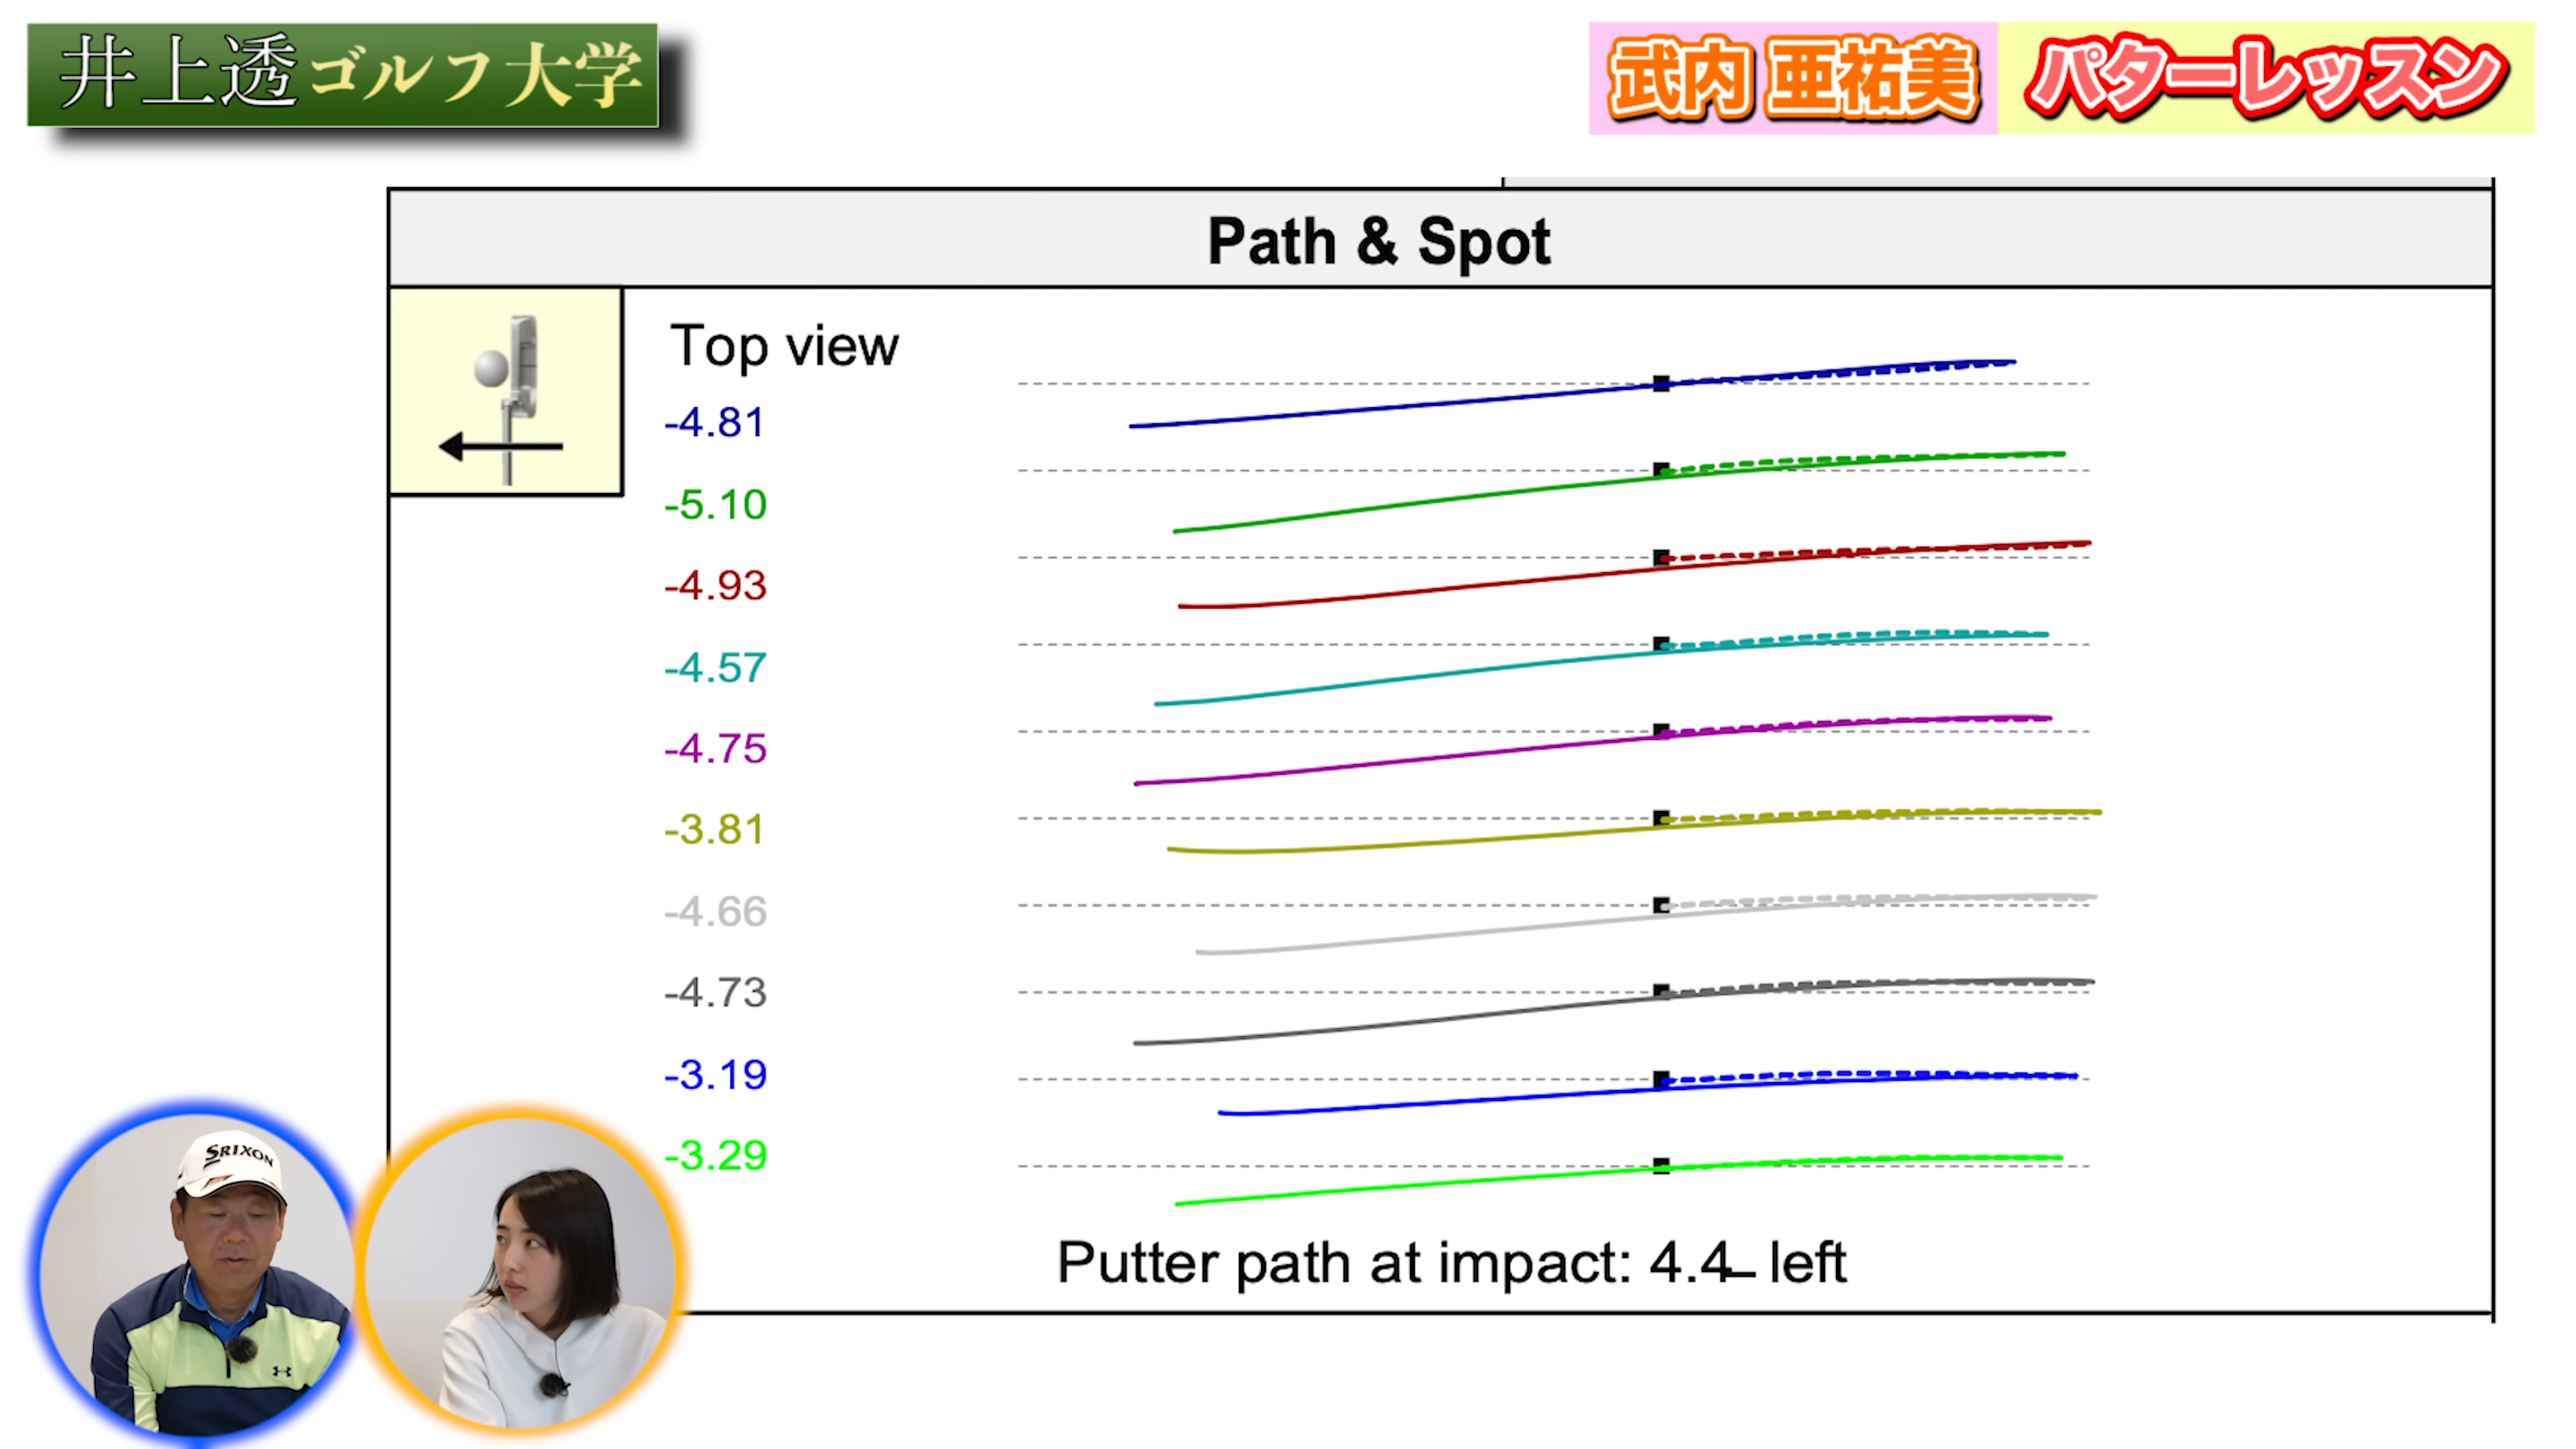 井上透ゴルフ大学
武内 亜祐美 パターレッスン
Path & Spot
Top view
-4.81
-5.10
-4.93
-4.57
-4.75
-3.81
-4.66
-4.73
-3.19
-3.29
SRIXON
Putter path at impact: 4.4 left